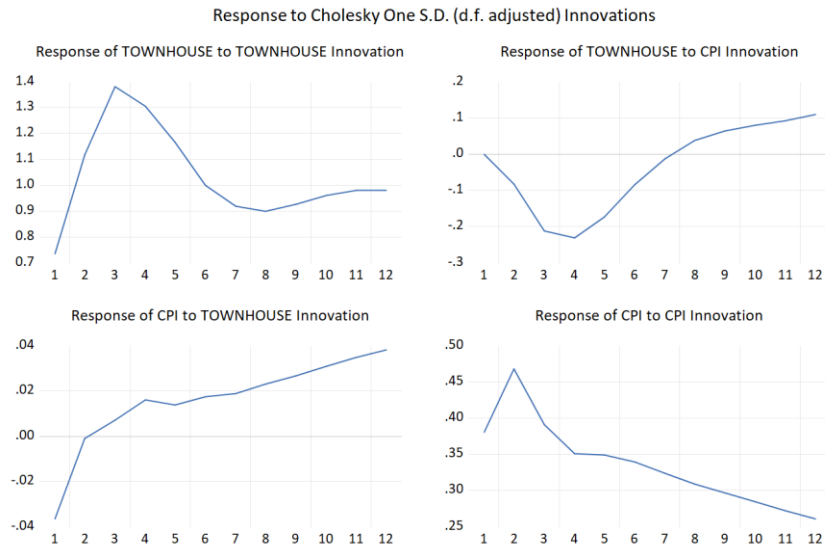 Response to Cholesky One S.D. (d.f. adjusted) Innovations
Response of TOWNHOUSE to TOWNHOUSE Innovation
1.4
1.3
1.2
1.1
1.0
0.9
0.8
0.7
1 2 3 4 5 6 7 8 9 10 11 12
Response of TOWNHOUSE to CPI Innovation
.2
.1
.0
-.1
-.2
-.3
1 2 3 4 5 6 7 8 9 10 11 12
Response of CPI to TOWNHOUSE Innovation
.04
.02
.00
-.02
-.04
1 2 3 4 5 6 7 8 9 10 11 12
Response of CPI to CPI Innovation
.50
.45
.40
.35
.30
.25
1 2 3 4 5 6 7 8 9 10 11 12